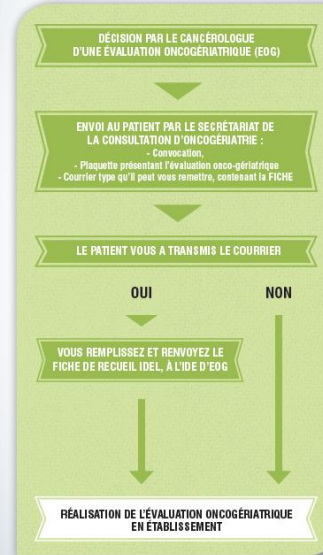 DÉCISION PAR LE CANCÉROLOGUE
D'UNE ÉVALUATION ONCOGÉRIATRIQUE (EOG)
ENVOI AU PATIENT PAR LE SECRÉTARIAT DE
LA CONSULTATION D'ONCOGÉRIATRIE :
- Convocation,
- Plaquette présentant l'évaluation onco-gériatrique
- Courrier type qu'il peut vous remettre, contenant la FICHE
LE PATIENT VOUS A TRANSMIS LE COURRIER
OUI
NON
VOUS REMPLISSEZ ET RENVOYEZ LE
FICHE DE RECUEIL IDEL, À L'IDE D'EOG
RÉALISATION DE L'ÉVALUATION ONCOGÉRIATRIQUE
EN ÉTABLISSEMENT